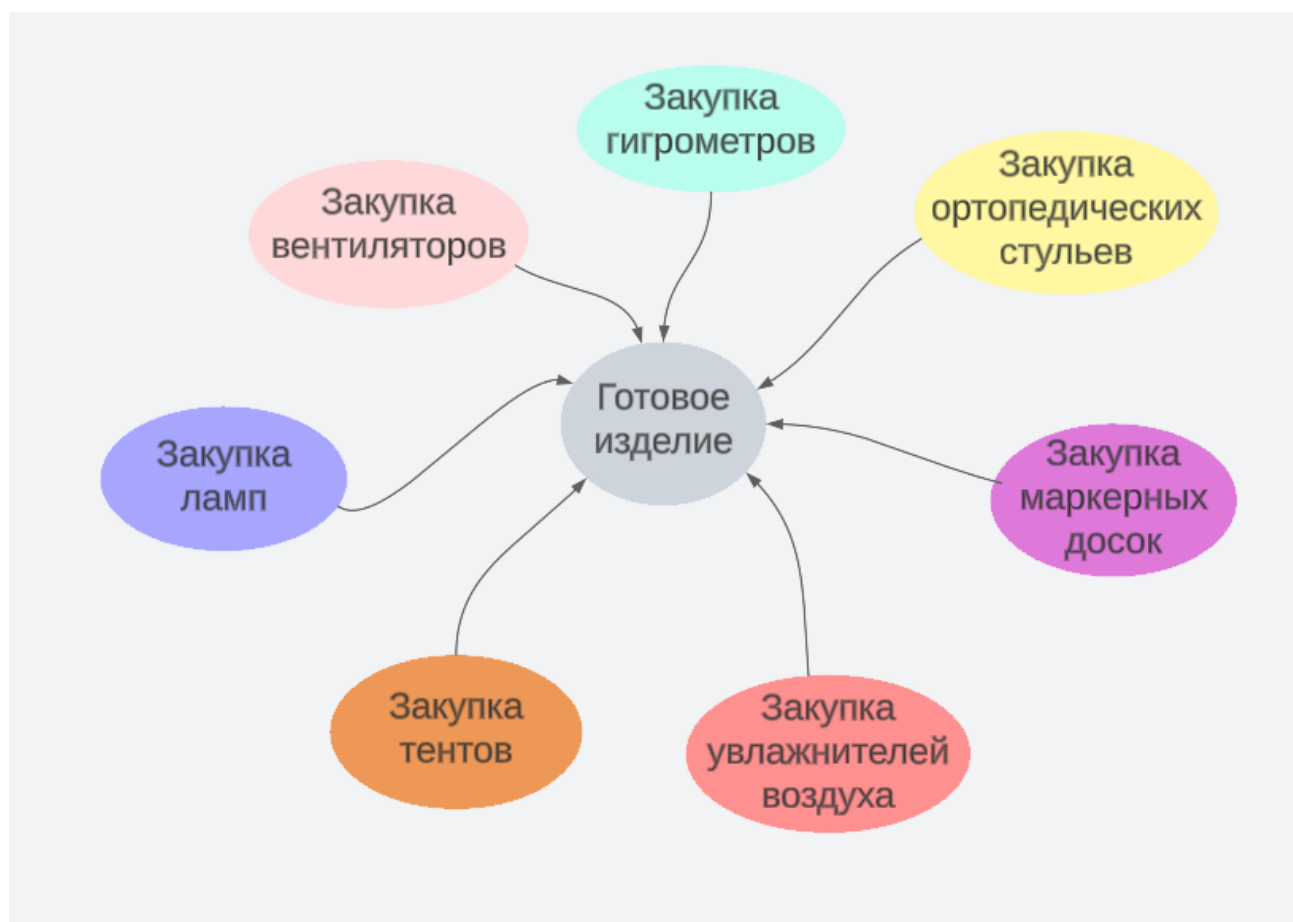 Закупка
гигрометров
Закупка
ортопедических
стульев
Закупка
вентиляторов
Готовое
изделие
Закупка
ламп
Закупка
маркерных
досок
Закупка
тентов
Закупка
увлажнителей
воздуха